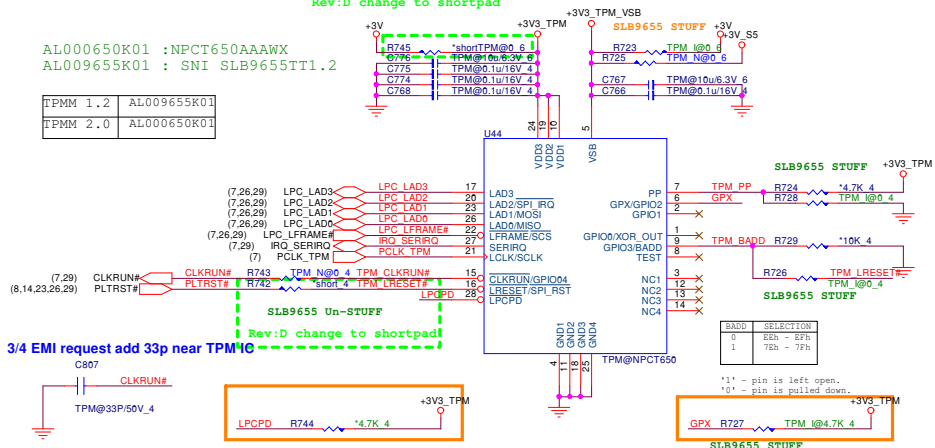 Rev:D change to shortpad
AL000650K01 :NPCT650AAAWX
AL009655K01 : SNI SLB9655TT1.2
TPMM 1.2 AL009655K01
TPMM 2.0 AL000650K01
+3V
+3V3_TPM
R745 *shortTPM@0_6
C776 TPM@10u/6.3V_6
C775 TPM@0.1u/16V_4
C774 TPM@0.1u/16V_4
C768 TPM@0.1u/16V_4
+3V3_TPM_VSB
SLB9655 STUFF
+3V
+3V_S5
R723 TPM_I@0_6
R725 TPM_N@0_6
C767 TPM@10u/6.3V_6
C766 TPM@0.1u/16V_4
U44
24 19 10 5
VDD3 VDD2 VDD1 VSB
(7,26,29) LPC_LAD3 LPC_LAD3 17 LAD3
(7,26,29) LPC_LAD2 LPC_LAD2 20 LAD2/SPI_IRQ
(7,26,29) LPC_LAD1 LPC_LAD1 23 LAD1/MOSI
(7,26,29) LPC_LAD0 LPC_LAD0 26 LAD0/MISO
(7,26,29) LPC_LFRAME# LPC_LFRAME# 22 LFRAME/SCS
(7,29) IRQ_SERIRQ IRQ_SERIRQ 27 SERIRQ
(7) PCLK_TPM PCLK_TPM 21 LCLK/SCLK
(7,29) CLKRUN# CLKRUN# R743 TPM_N@0_4 TPM_CLKRUN# 15 CLKRUN/GPIO04
(8,14,23,26,29) PLTRST# PLTRST# R742 short_4 TPM_LRESET# 16 LRESET/SPI_RST
LPCPD 28 LPCPD
SLB9655 Un-STUFF
Rev:D change to shortpad
PP 7 TPM_PP R724 *4.7K_4
GPX/GPIO2 6 GPX R728 TPM_I@0_4
GPIO1 2
SLB9655 STUFF
+3V3_TPM
GPIO0/XOR_OUT 1
GPIO3/BADD 9 TPM_BADD R729 *10K_4
TEST 8
R726 TPM_LRESET#
TPM_I@0_4
SLB9655 STUFF
NC1 3
NC2 12
NC3 13
NC4 14
GND1 GND2 GND3 GND4
4 11 18 25
TPM@NPCT650
BADD SELECTION
0 EEh - EFh
1 7Eh - 7Fh
'1' - pin is left open.
'0' - pin is pulled down.
3/4 EMI request add 33p near TPM IC
C807
CLKRUN#
TPM@33P/50V_4
+3V3_TPM
LPCPD R744 *4.7K_4
+3V3_TPM
GPX R727 TPM_I@4.7K_4
SLB9655 STUFF